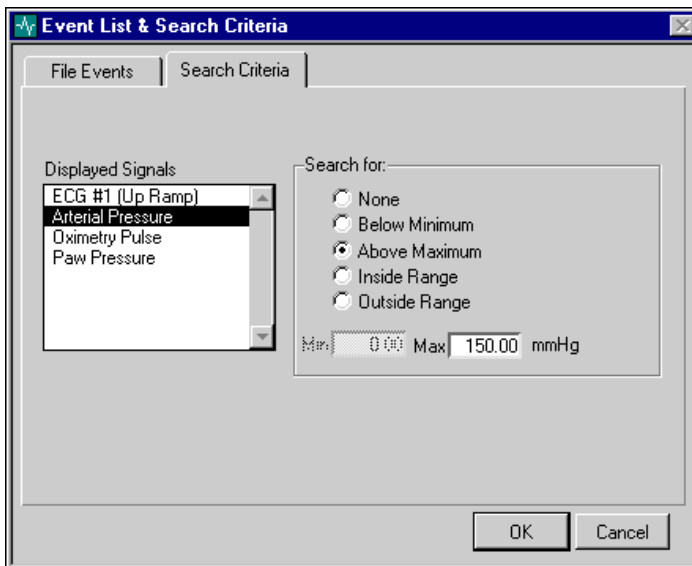 Event List & Search Criteria
File Events
Search Criteria
Displayed Signals
ECG #1 (Up Ramp)
Arterial Pressure
Oximetry Pulse
Paw Pressure
Search for:
None
Below Minimum
Above Maximum
Inside Range
Outside Range
Min 0.00 Max 150.00 mmHg
OK Cancel